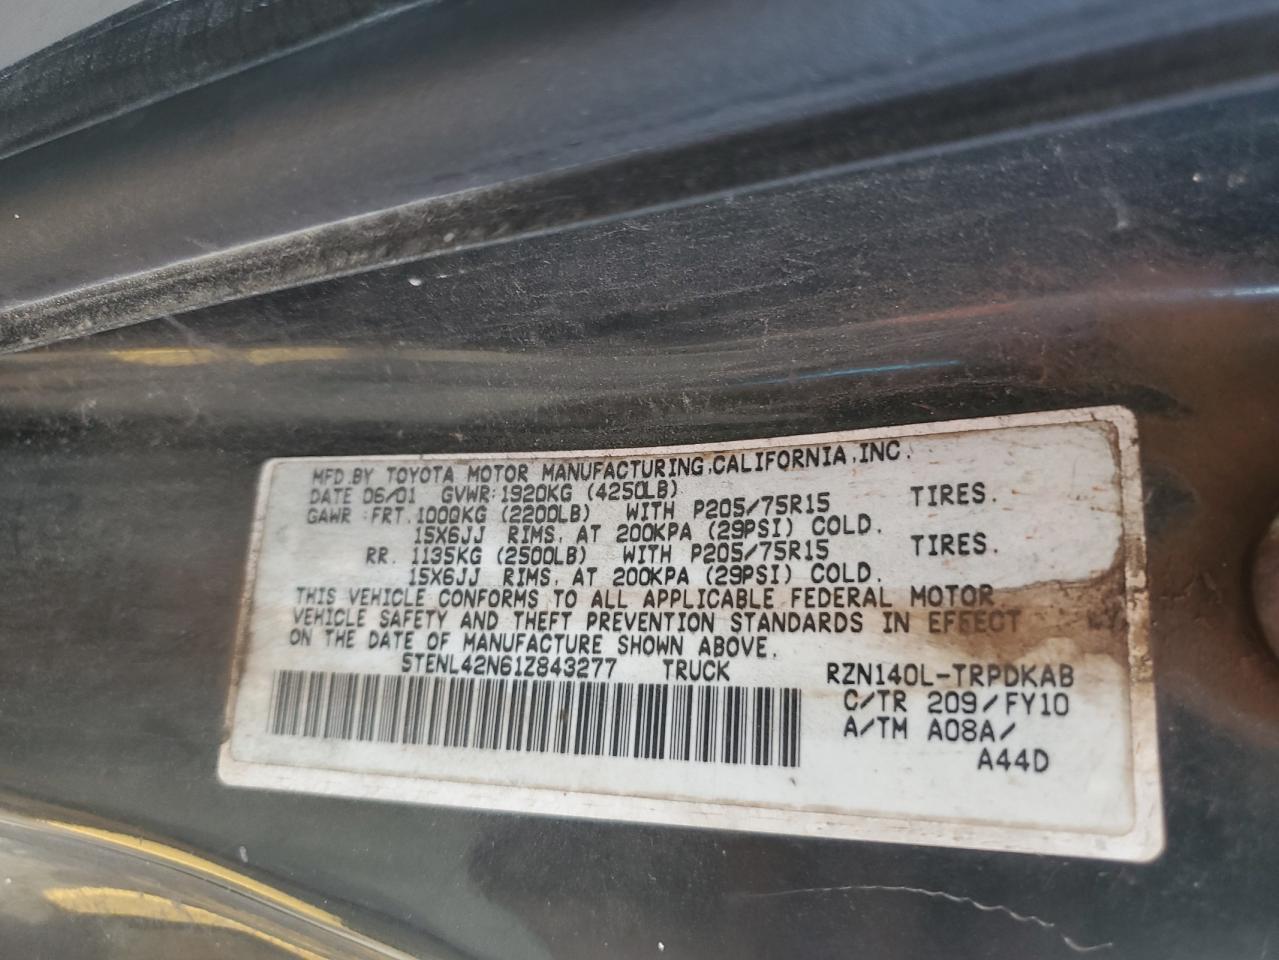 MFD.BY TOYOTA MOTOR MANUFACTURING,CALIFORNIA,INC.
DATE 06/01 GVWR:1920KG (4250LB)
GAWR :FRT.1000KG (2200LB) WITH P205/75R15 TIRES.
15X6JJ RIMS, AT 200KPA (29PSI) COLD.
RR. 1135KG (2500LB) WITH P205/75R15 TIRES.
15X6JJ RIMS, AT 200KPA (29PSI) COLD.
THIS VEHICLE CONFORMS TO ALL APPLICABLE FEDERAL MOTOR
VEHICLE SAFETY AND THEFT PREVENTION STANDARDS IN EFFECT
ON THE DATE OF MANUFACTURE SHOWN ABOVE.
5TENL42N61Z843277 TRUCK RZN140L-TRPDKAB
C/TR 209/FY10
A/TM A08A/
A44D